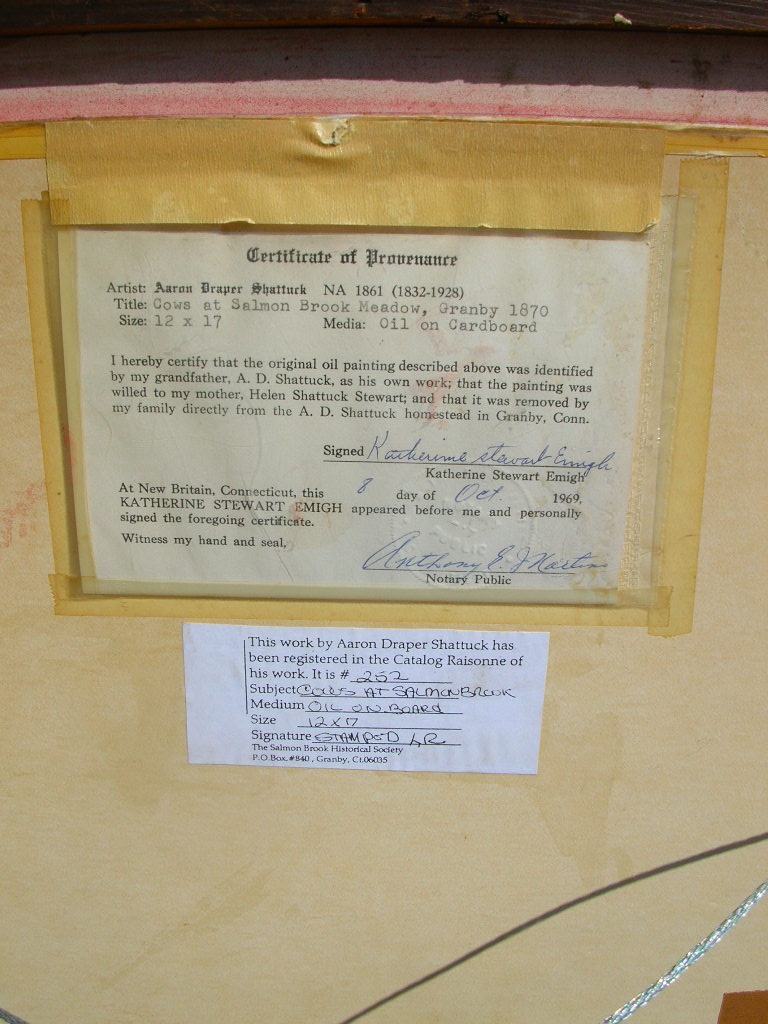 Certificate of Provenance
Artist: Aaron Draper Shattuck NA 1861 (1832-1928)
Title: Cows at Salmon Brook Meadow, Granby 1870
Size: 12 x 17 Media: Oil on Cardboard
I hereby certify that the original oil painting described above was identified
by my grandfather, A. D. Shattuck, as his own work; that the painting was
willed to my mother, Helen Shattuck Stewart; and that it was removed by
my family directly from the A. D. Shattuck homestead in Granby, Conn.
Signed Katherine Stewart Emigh
Katherine Stewart Emigh
At New Britain, Connecticut, this 8 day of Oct. 1969,
KATHERINE STEWART EMIGH appeared before me and personally
signed the foregoing certificate.
Witness my hand and seal,
Anthony E. J Martino
Notary Public
This work by Aaron Draper Shattuck has
been registered in the Catalog Raisonne of
his work. It is # 252
Subject COWS AT SALMON BROOK
Medium OIL ON BOARD
Size 12 X 17
Signature STAMPED LR
The Salmon Brook Historical Society
P.O.Box.#840 , Granby, Ct.06035